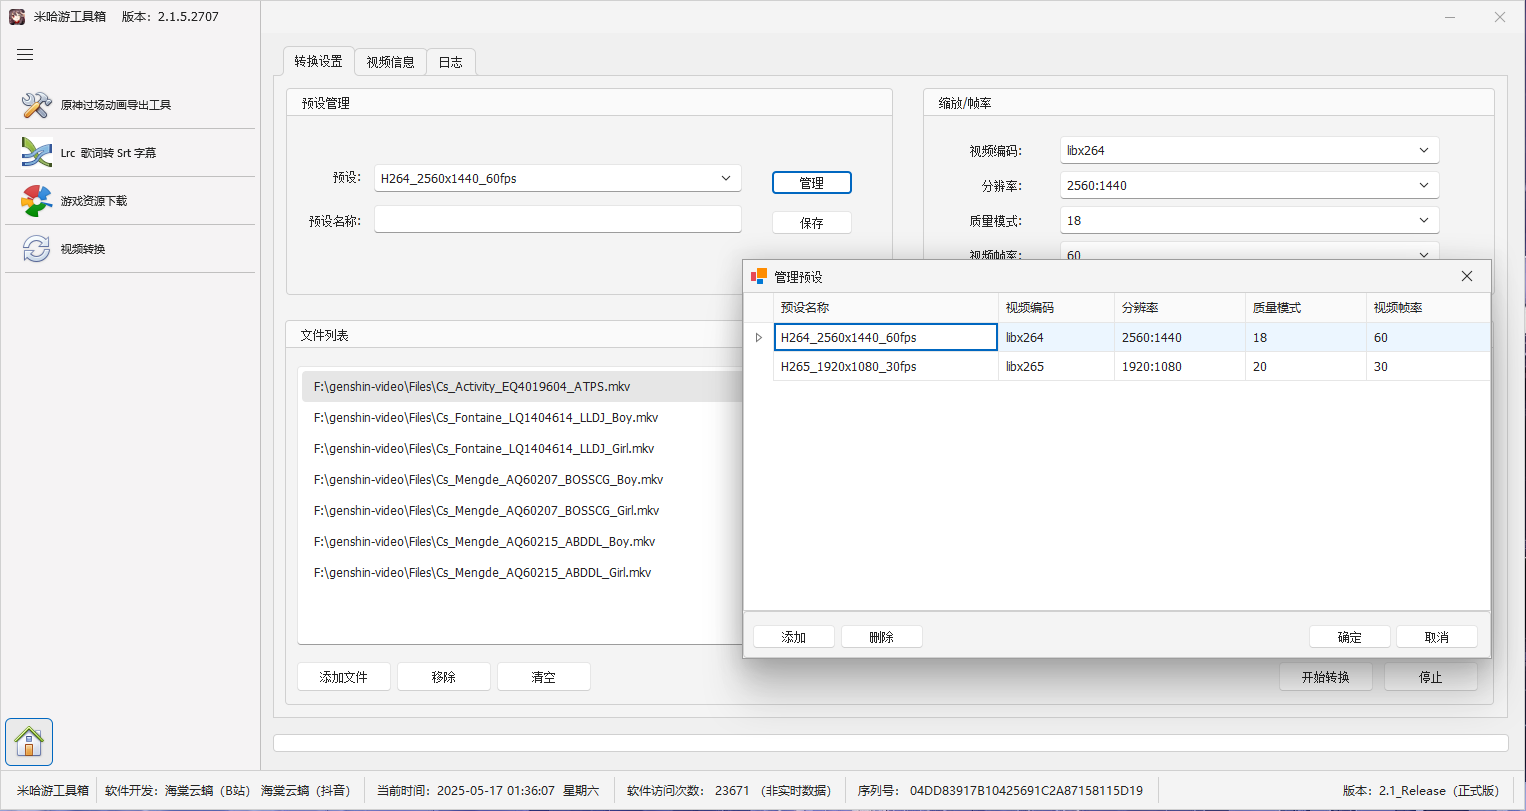 米哈游工具箱 版本：2.1.5.2707
原神过场动画导出工具
Lrc 歌词转 Srt 字幕
游戏资源下载
视频转换
转换设置 视频信息 日志
预设管理
预设: H264_2560x1440_60fps 管理
预设名称: 保存
缩放/帧率
视频编码: libx264
分辨率: 2560:1440
质量模式: 18
视频帧率: 60
文件列表
F:\genshin-video\Files\Cs_Activity_EQ4019604_ATPS.mkv
F:\genshin-video\Files\Cs_Fontaine_LQ1404614_LLDJ_Boy.mkv
F:\genshin-video\Files\Cs_Fontaine_LQ1404614_LLDJ_Girl.mkv
F:\genshin-video\Files\Cs_Mengde_AQ60207_BOSSCG_Boy.mkv
F:\genshin-video\Files\Cs_Mengde_AQ60207_BOSSCG_Girl.mkv
F:\genshin-video\Files\Cs_Mengde_AQ60215_ABDDL_Boy.mkv
F:\genshin-video\Files\Cs_Mengde_AQ60215_ABDDL_Girl.mkv
添加文件 移除 清空 开始转换 停止
管理预设
预设名称 视频编码 分辨率 质量模式 视频帧率
H264_2560x1440_60fps libx264 2560:1440 18 60
H265_1920x1080_30fps libx265 1920:1080 20 30
添加 删除 确定 取消
米哈游工具箱 软件开发：海棠云螭（B站） 海棠云螭（抖音） 当前时间：2025-05-17 01:36:07 星期六 软件访问次数： 23671 （非实时数据） 序列号： 04DD83917B10425691C2A87158115D19 版本：2.1_Release（正式版）